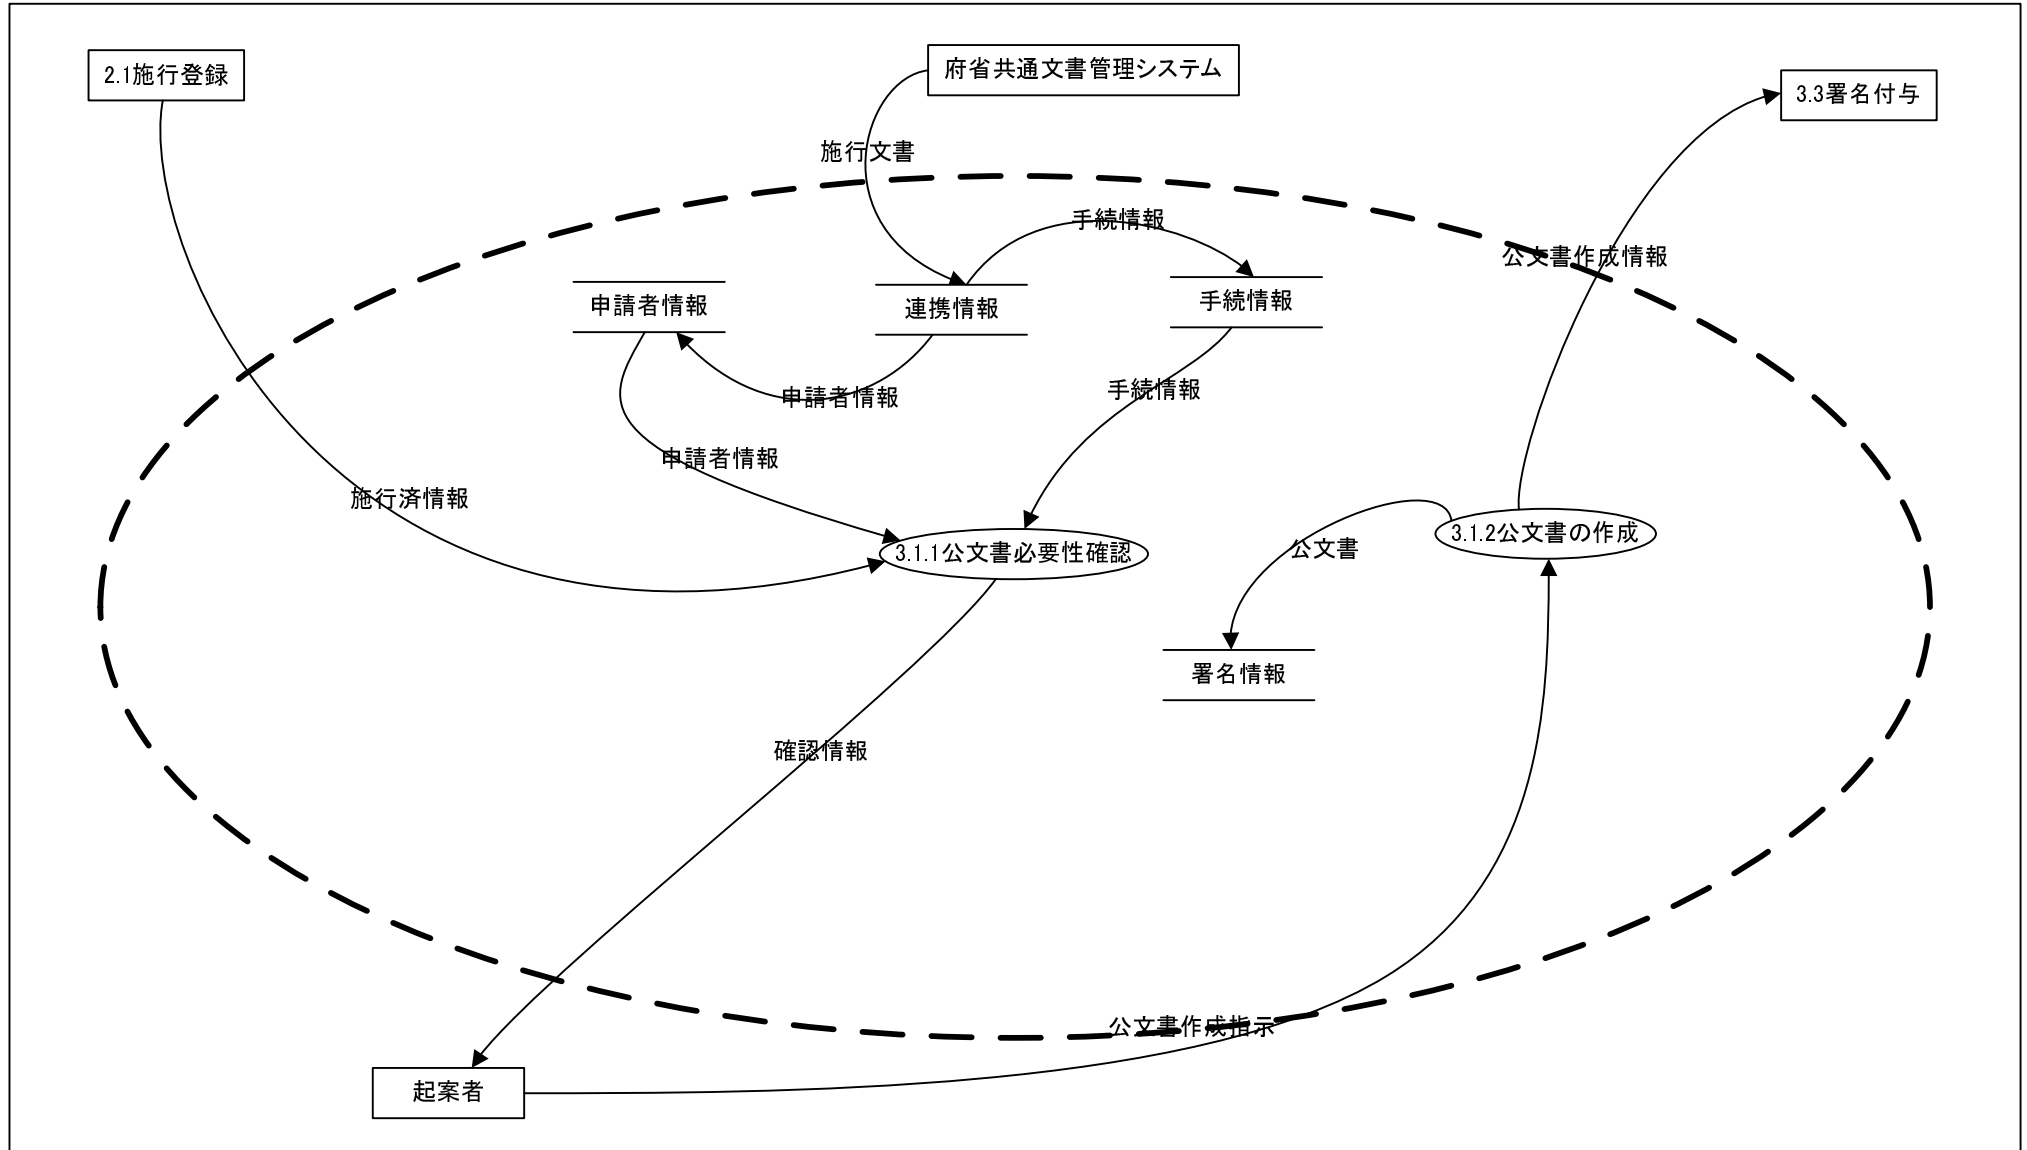 2.1施行登録
府省共通文書管理システム
3.3署名付与
施行文書
手続情報
公文書作成情報
申請者情報
連携情報
手続情報
申請者情報
手続情報
申請者情報
施行済情報
3.1.1公文書必要性確認
3.1.2公文書の作成
公文書
署名情報
確認情報
公文書作成指示
起案者